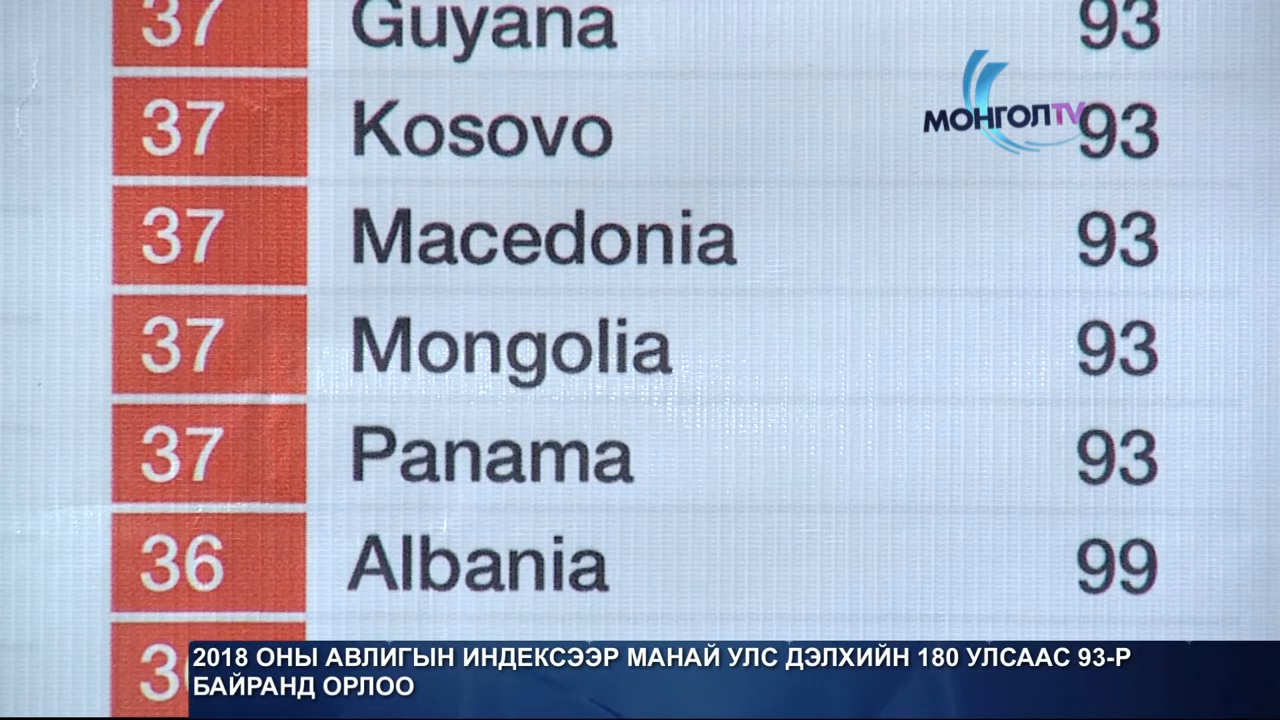 37 Guyana 93
МОНГОЛTV
37 Kosovo 93
37 Macedonia 93
37 Mongolia 93
37 Panama 93
36 Albania 99
2018 ОНЫ АВЛИГЫН ИНДЕКСЭЭР МАНАЙ УЛС ДЭЛХИЙН 180 УЛСААС 93-Р
БАЙРАНД ОРЛОО